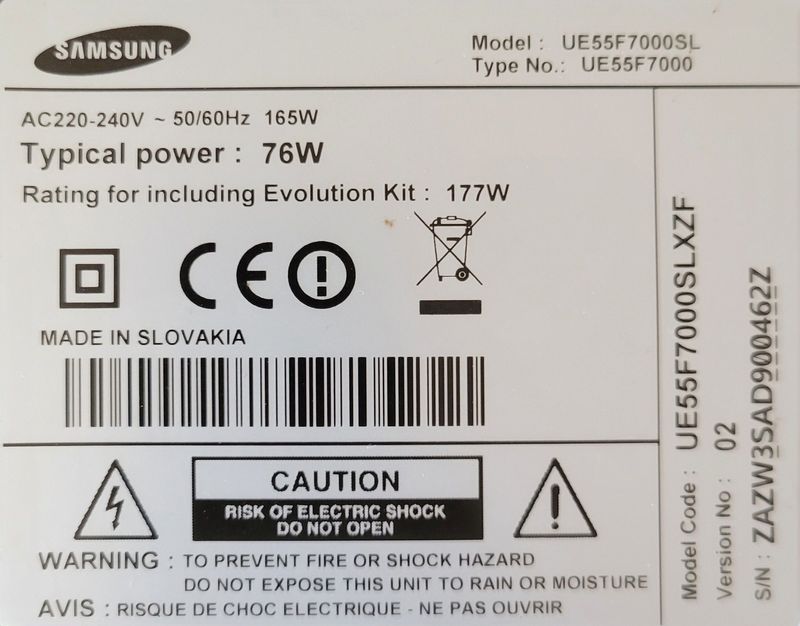 SAMSUNG
Model : UE55F7000SL
Type No.: UE55F7000
AC220-240V ~ 50/60Hz 165W
Typical power : 76W
Rating for including Evolution Kit : 177W
MADE IN SLOVAKIA
CAUTION
RISK OF ELECTRIC SHOCK
DO NOT OPEN
WARNING : TO PREVENT FIRE OR SHOCK HAZARD
DO NOT EXPOSE THIS UNIT TO RAIN OR MOISTURE
AVIS : RISQUE DE CHOC ELECTRIQUE - NE PAS OUVRIR
Model Code : UE55F7000SLXZF
Version No : 02
S/N : ZAZW3SAD900462Z